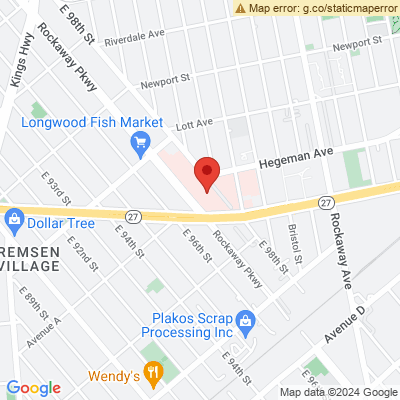 Map error: g.co/staticmaperror
E 98th St
Kings Hwy
Rockaway Pkwy
Riverdale Ave
Newport St
Newport St
Lott Ave
Longwood Fish Market
Hegeman Ave
E 93rd St
27
27
Dollar Tree
REMSEN
VILLAGE
E 92nd St
E 94th St
E 96th St
Rockaway Pkwy
E 98th St
Bristol St
Rockaway Ave
E 89th St
Avenue A
Plakos Scrap
Processing Inc
Avenue D
E 94th St
Wendy's
E 96
Google
Map data ©2024 Google